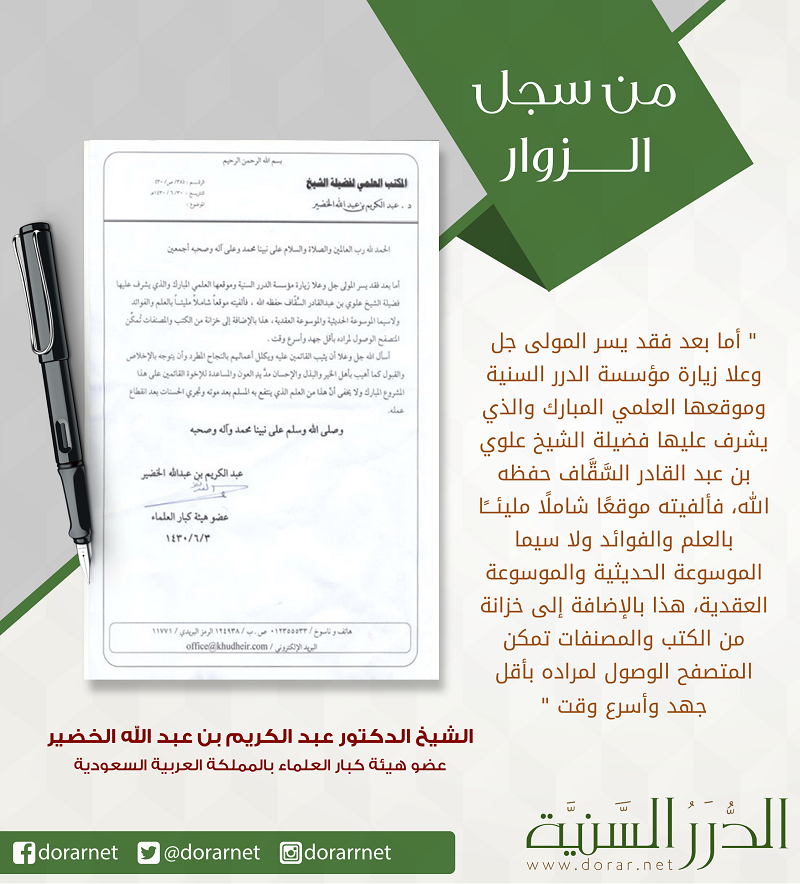 من سجل
الـــزوار
بسم الله الرحمن الرحيم
المكتب العلمي لفضيلة الشيخ
د. عبد الكريم بن عبد الله الخضير
الرقـــم : (٣٨/ص/٣٠)
التاريخ : ١٤٣٠/٦/٣٠هـ
الموضوع :
الحمد لله رب العالمين والصلاة والسلام على نبينا محمد وعلى آله وصحبه أجمعين
أما بعد فقد يسر المولى جل وعلا زيارة مؤسسة الدرر السنية وموقعها العلمي المبارك والذي يشرف عليها
فضيلة الشيخ علوي بن عبدالقادر السقَّاف حفظه الله ، فألفيته موقعاً شاملاً مليئاً بالعلم والفوائد
ولاسيما الموسوعة الحديثية والموسوعة العقدية ، هذا بالإضافة إلى خزانة من الكتب والمصنفات تُمكِّن
المتصفح الوصول لمراده بأقل جهد وأسرع وقت .
أسأل الله جل وعلا أن يثيب القائمين عليه ويكلل أعمالهم بالنجاح المطرد وأن يتوجه بالإخلاص
والقبول كما أهيب بأهل الخير والبذل والإحسان مدَّ يدِ العون والمساعدة للإخوة القائمين على هذا
المشروع المبارك ولا يخفى أنَّ هذا من العلم الذي ينتفع به المسلم بعد موته وتجري الحسنات بعد انقطاع
عمله.
وصلى الله وسلم على نبينا محمد وآله وصحبه
عبد الكريم بن عبدالله الخضير
عضو هيئة كبار العلماء
١٤٣٠/٦/٣
هاتف و ناسوخ / ٠١٢٣٥٥٥٣٣ ص . ب / ١٢٤٩٣٨ الرمز البريدي / ١١٧٧١
البريد الإلكتروني / office@khudheir.com
" أما بعد فقد يسر المولى جل
وعلا زيارة مؤسسة الدرر السنية
وموقعها العلمي المبارك والذي
يشرف عليها فضيلة الشيخ علوي
بن عبد القادر السَّقَّاف حفظه
الله، فألفيته موقعًا شاملًا مليئـــًا
بالعلم والفوائد ولا سيما
الموسوعة الحديثية والموسوعة
العقدية، هذا بالإضافة إلى خزانة
من الكتب والمصنفات تمكن
المتصفح الوصول لمراده بأقل
جهد وأسرع وقت "
الشيخ الدكتور عبد الكريم بن عبد الله الخضير
عضو هيئة كبار العلماء بالمملكة العربية السعودية
الدُّرَرُ السَّنيَّة
www.dorar.net
dorarnet @dorarnet dorarrnet